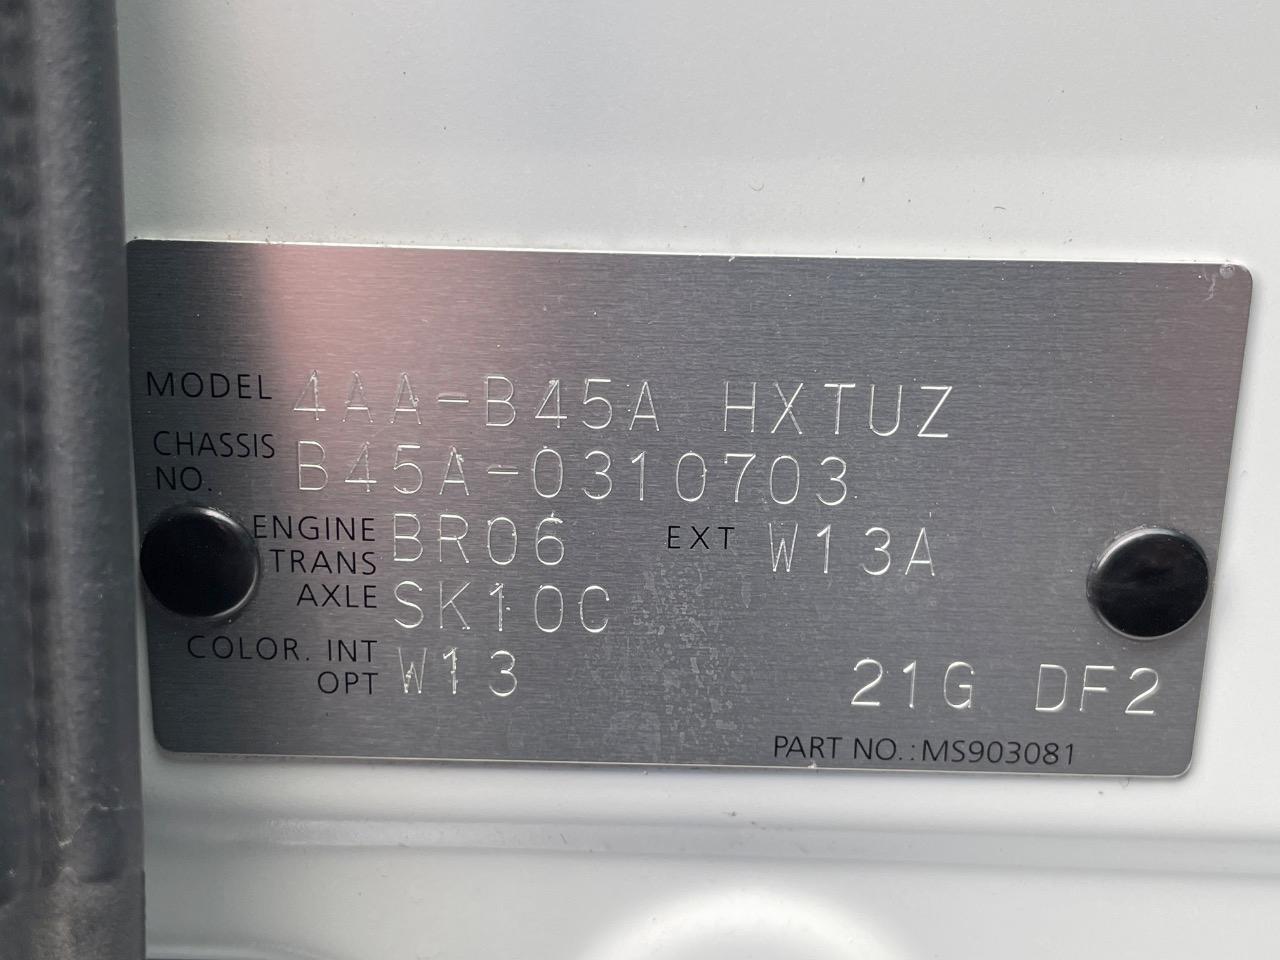 MODEL 4AA-B45A HXTUZ
CHASSIS NO. B45A-0310703
ENGINE BR06 EXT W13A
TRANS AXLE SK10C
COLOR. INT OPT W13 21G DF2
PART NO.: MS903081